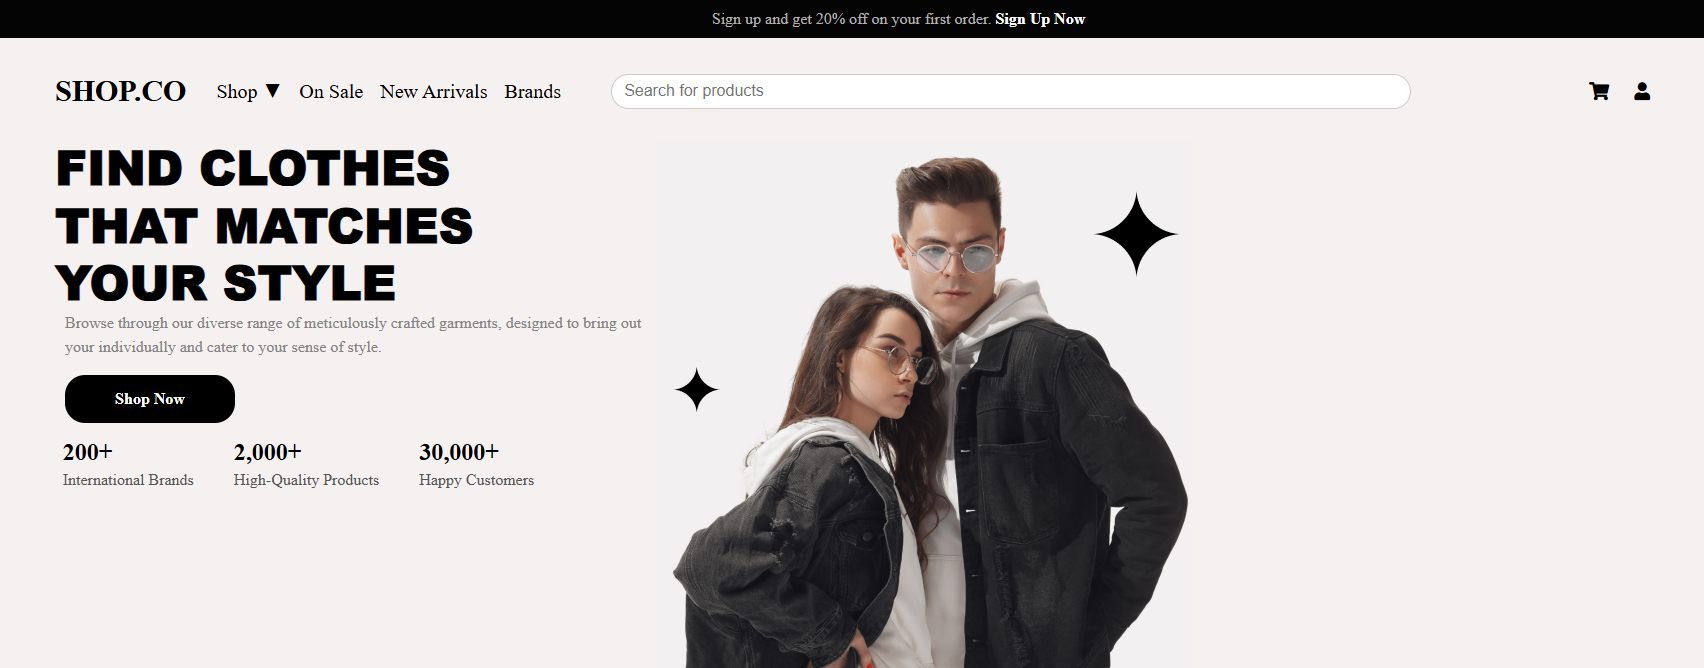 Sign up and get 20% off on your first order. Sign Up Now
SHOP.CO Shop ▼ On Sale New Arrivals Brands Search for products
FIND CLOTHES
THAT MATCHES
YOUR STYLE
Browse through our diverse range of meticulously crafted garments, designed to bring out
your individually and cater to your sense of style.
Shop Now
200+ 2,000+ 30,000+
International Brands High-Quality Products Happy Customers